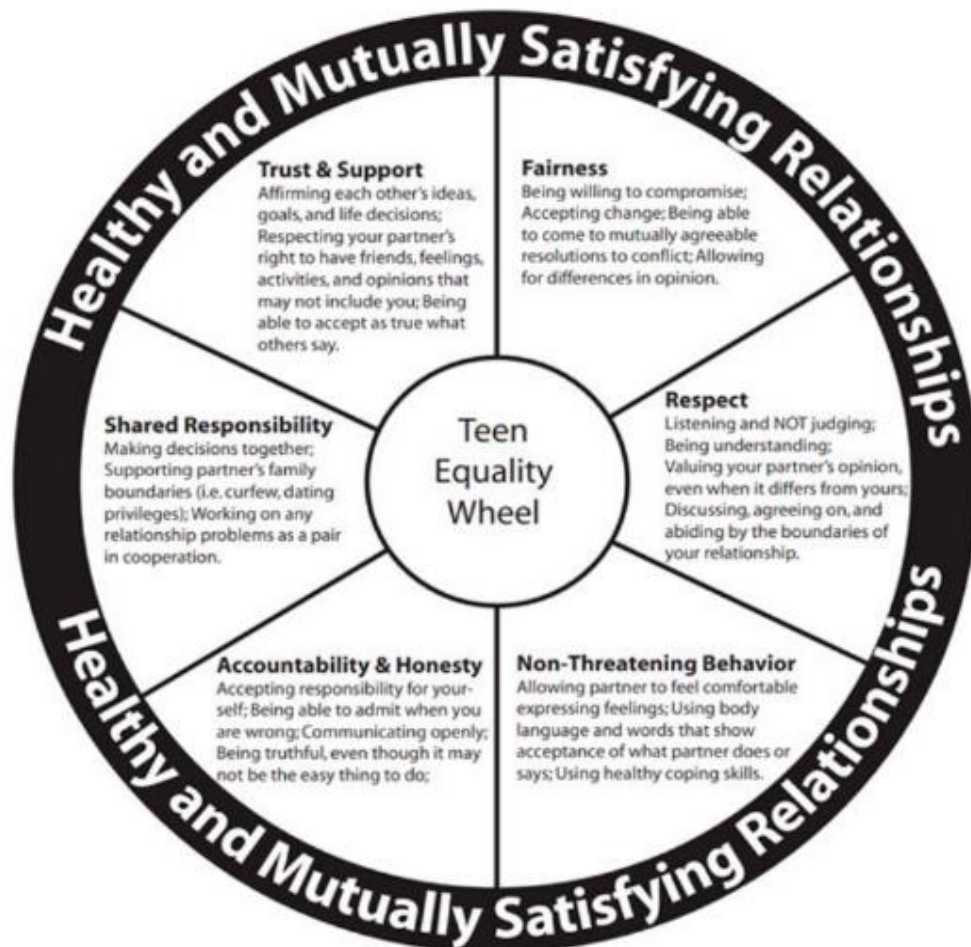 Healthy and Mutually Satisfying Relationships
Trust & Support
Affirming each other's ideas,
goals, and life decisions;
Respecting your partner's
right to have friends, feelings,
activities, and opinions that
may not include you; Being
able to accept as true what
others say.
Fairness
Being willing to compromise;
Accepting change; Being able
to come to mutually agreeable
resolutions to conflict; Allowing
for differences in opinion.
Shared Responsibility
Making decisions together;
Supporting partner's family
boundaries (i.e. curfew, dating
privileges); Working on any
relationship problems as a pair
in cooperation.
Teen
Equality
Wheel
Respect
Listening and NOT judging;
Being understanding;
Valuing your partner's opinion,
even when it differs from yours;
Discussing, agreeing on, and
abiding by the boundaries of
your relationship.
Accountability & Honesty
Accepting responsibility for your-
self; Being able to admit when you
are wrong; Communicating openly;
Being truthful, even though it may
not be the easy thing to do;
Non-Threatening Behavior
Allowing partner to feel comfortable
expressing feelings; Using body
language and words that show
acceptance of what partner does or
says; Using healthy coping skills.
Healthy and Mutually Satisfying Relationships